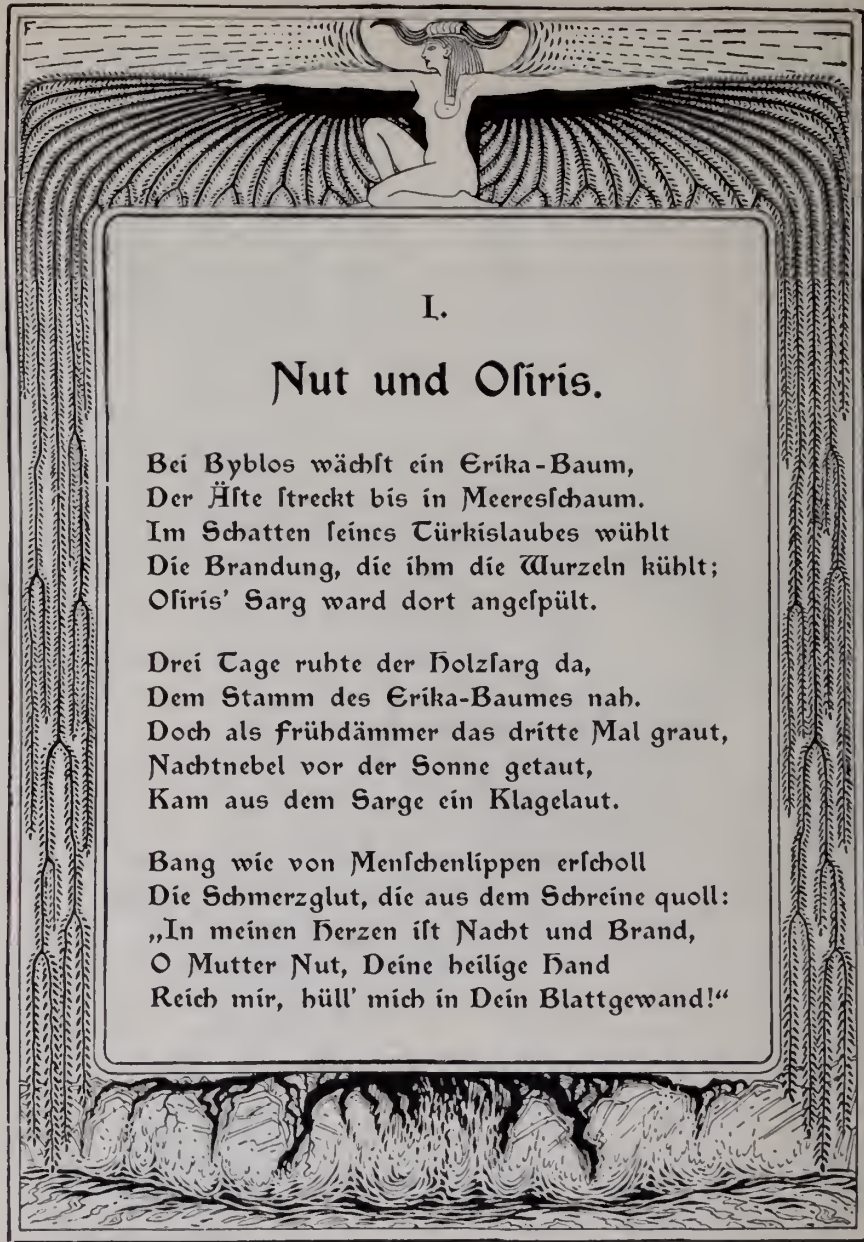 I.
Nut und Oſiris.
Bei Byblos wächſt ein Erika-Baum,
Der Äſte ſtreckt bis in Meeresſchaum.
Im Schatten ſeines Türkislaubes wühlt
Die Brandung, die ihm die Wurzeln kühlt;
Oſiris' Sarg ward dort angeſpült.
Drei Tage ruhte der Holzſarg da,
Dem Stamm des Erika-Baumes nah.
Doch als Frühdämmer das dritte Mal graut,
Nachtnebel vor der Sonne getaut,
Kam aus dem Sarge ein Klagelaut.
Bang wie von Menſchenlippen erſcholl
Die Schmerzglut, die aus dem Schreine quoll:
„In meinen Herzen iſt Nacht und Brand,
O Mutter Nut, Deine heilige Hand
Reich mir, hüll' mich in Dein Blattgewand!“